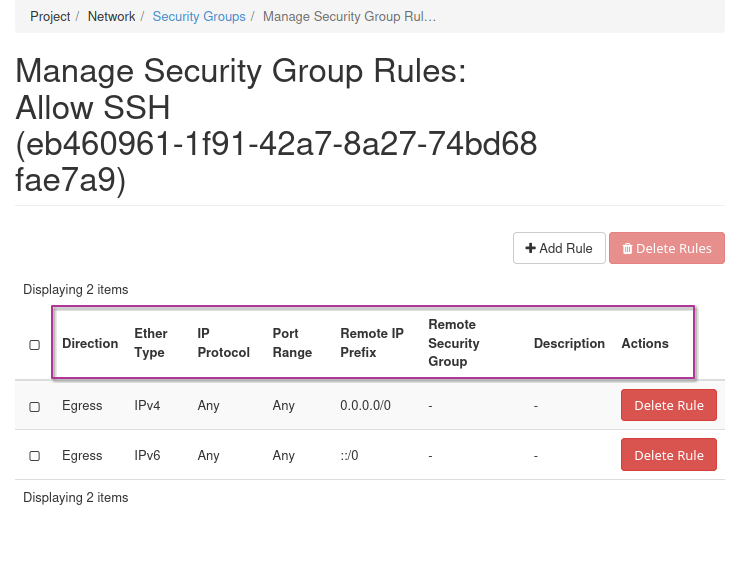 Project / Network / Security Groups / Manage Security Group Rul…
Manage Security Group Rules:
Allow SSH
(eb460961-1f91-42a7-8a27-74bd68
fae7a9)
Add Rule Delete Rules
Displaying 2 items
Direction Ether Type IP Protocol Port Range Remote IP Prefix Remote Security Group Description Actions
Egress IPv4 Any Any 0.0.0.0/0 - - Delete Rule
Egress IPv6 Any Any ::/0 - - Delete Rule
Displaying 2 items